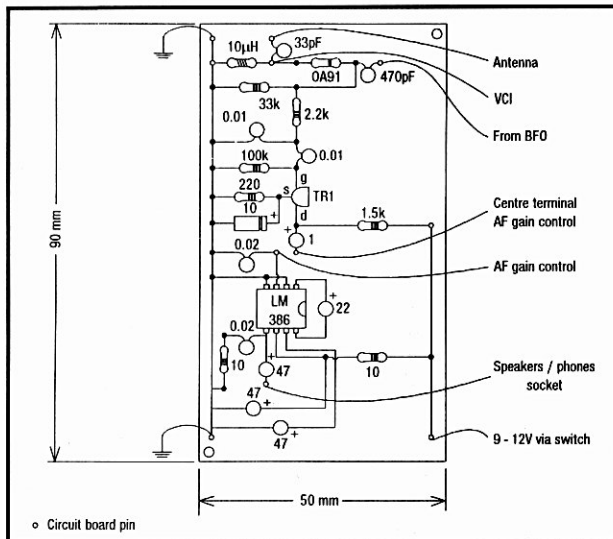 10µH
33pF
Antenna
0A91
470pF
VCI
33k
2.2k
From BFO
0.01
0.01
100k
g
220
s
TR1
10
+
d
Centre terminal
AF gain control
1.5k
+
1
0.02
AF gain control
90 mm
LM
386
+
22
0.02
10
+
47
10
Speakers / phones
socket
47
+
+
47
9 - 12V via switch
50 mm
Circuit board pin